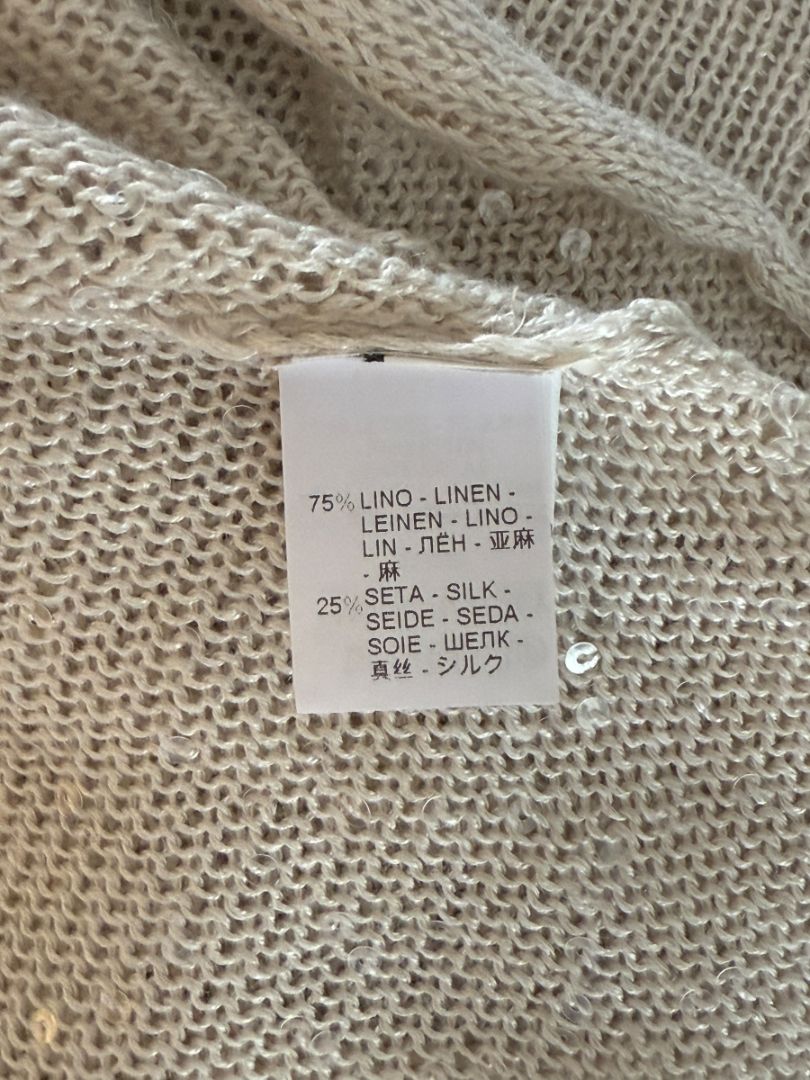 75% LINO - LINEN -
LEINEN - LINO -
LIN - ЛЁН - 亚麻
- 麻
25% SETA - SILK -
SEIDE - SEDA -
SOIE - ШЕЛК -
真丝 - シルク